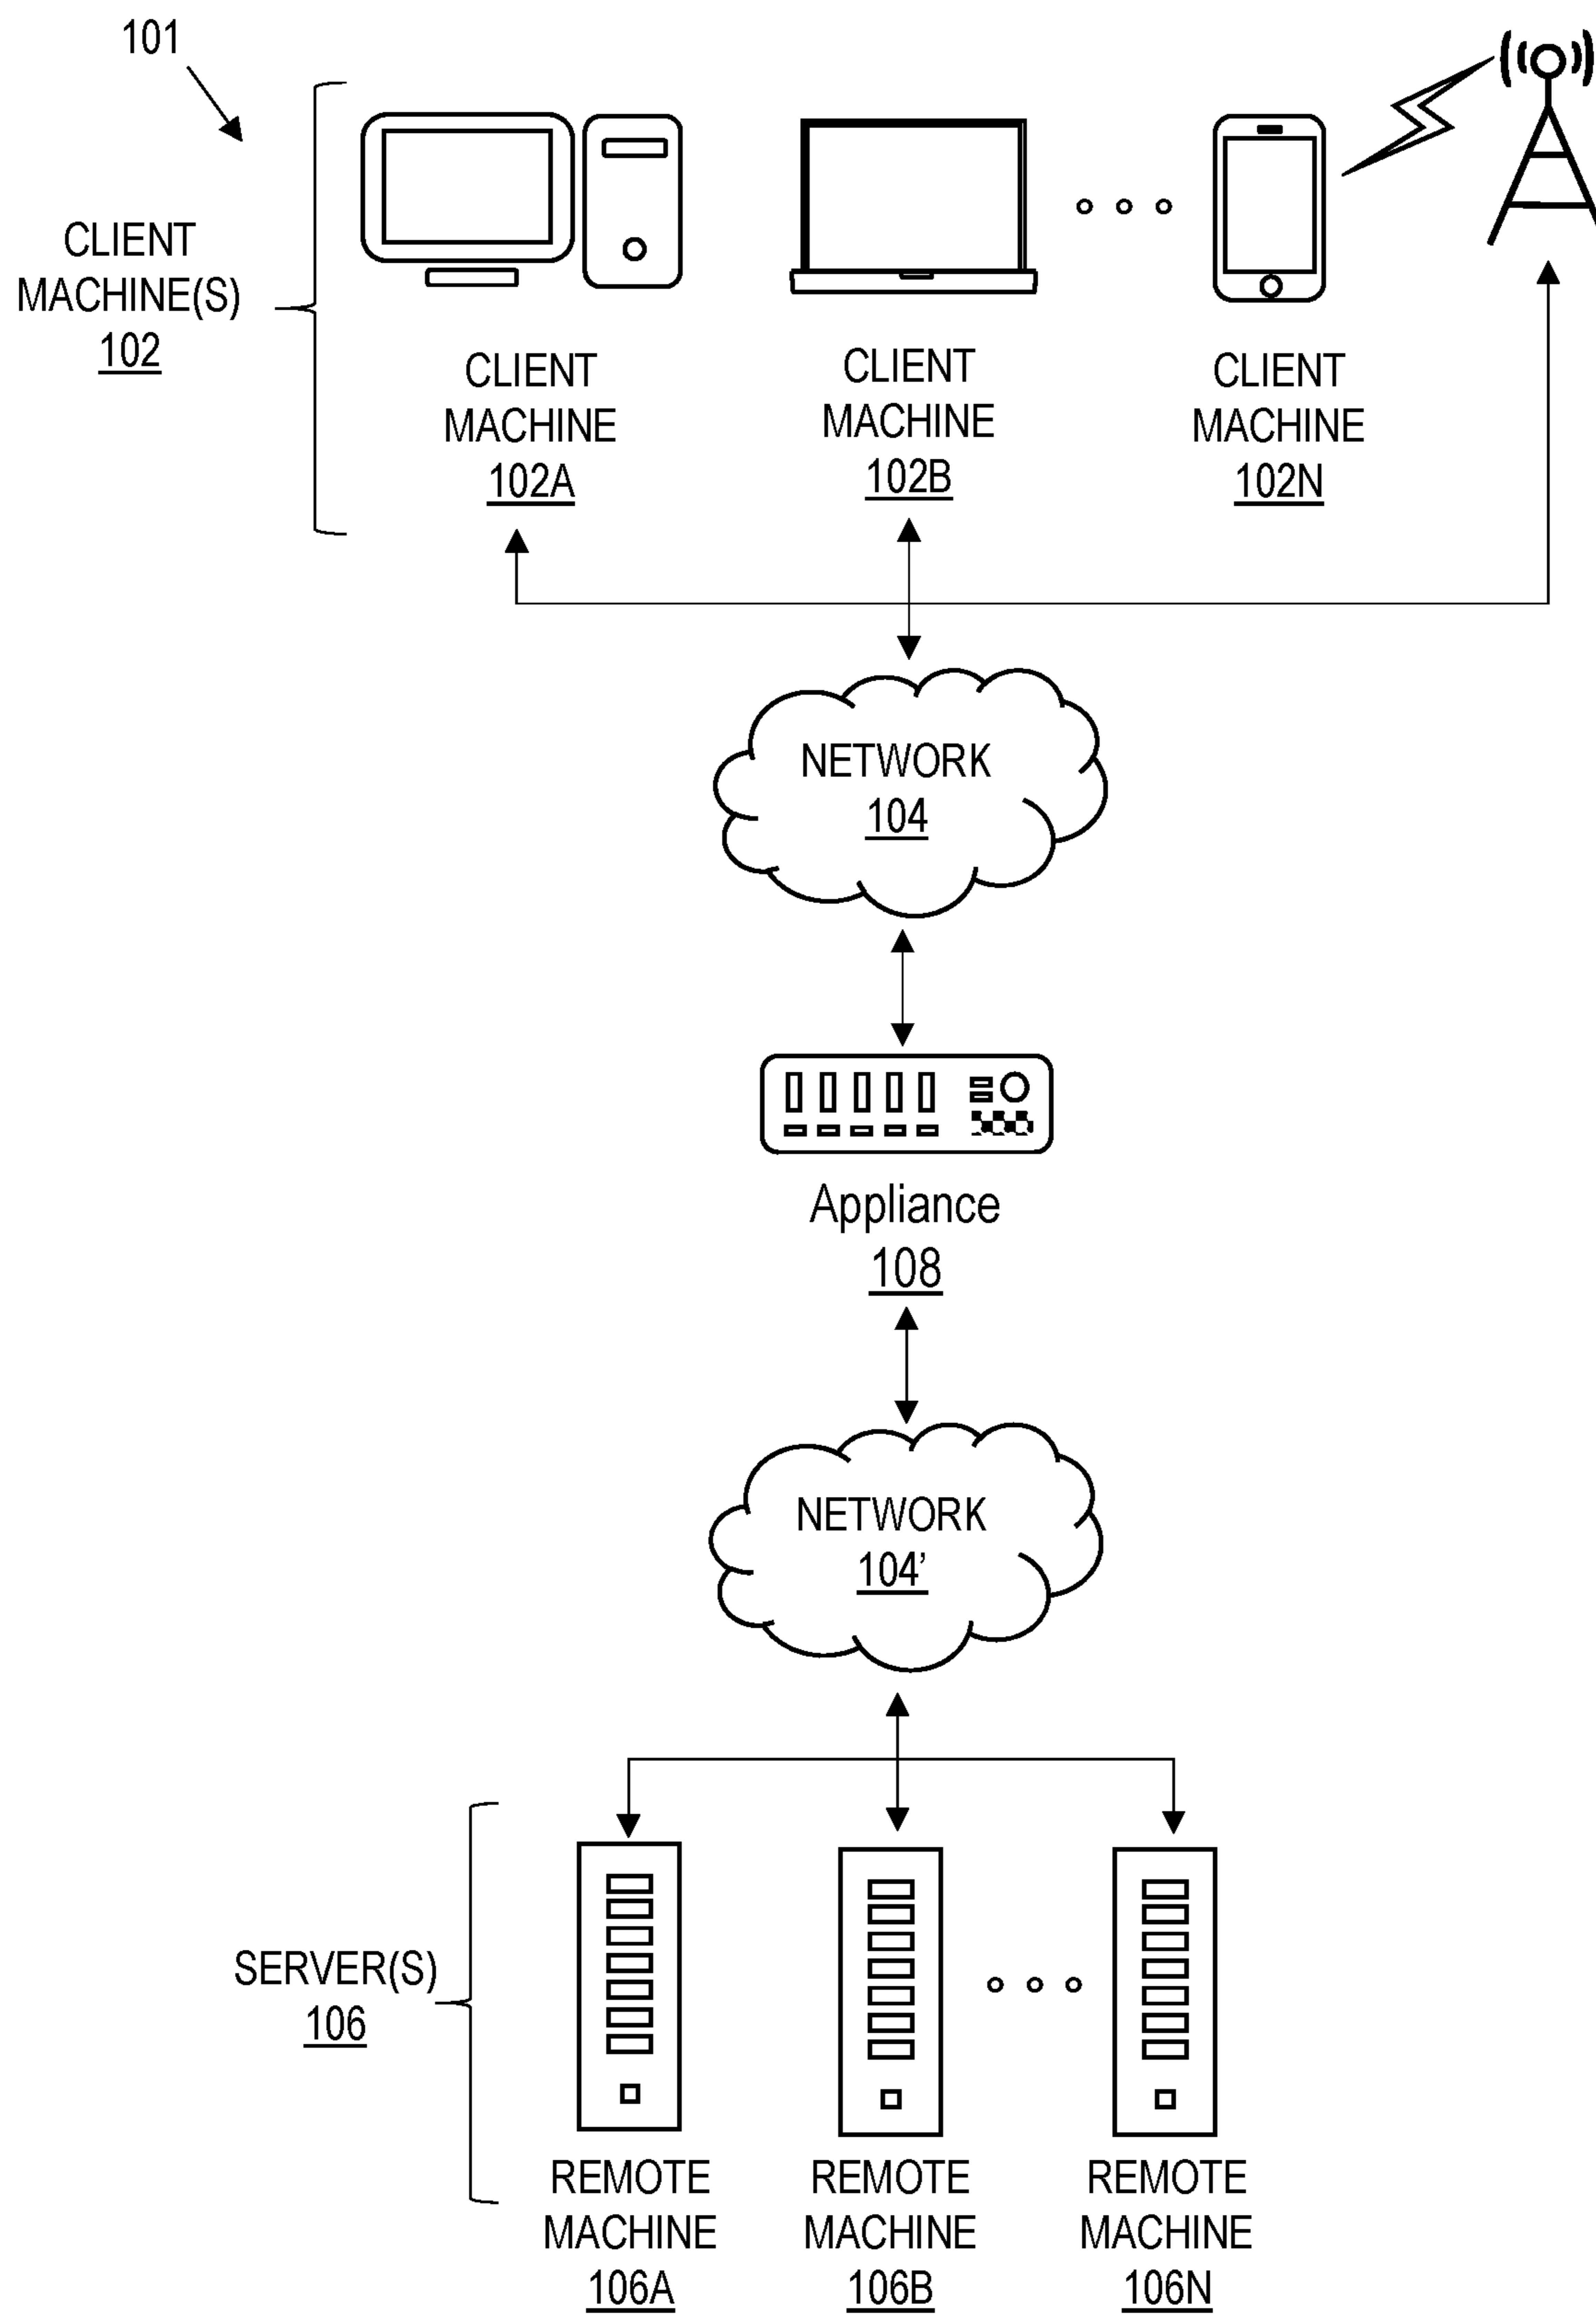 101
CLIENT
MACHINE(S)
102
CLIENT
MACHINE
102A
CLIENT
MACHINE
102B
CLIENT
MACHINE
102N
NETWORK
104
Appliance
108
NETWORK
104’
SERVER(S)
106
REMOTE
MACHINE
106A
REMOTE
MACHINE
106B
REMOTE
MACHINE
106N